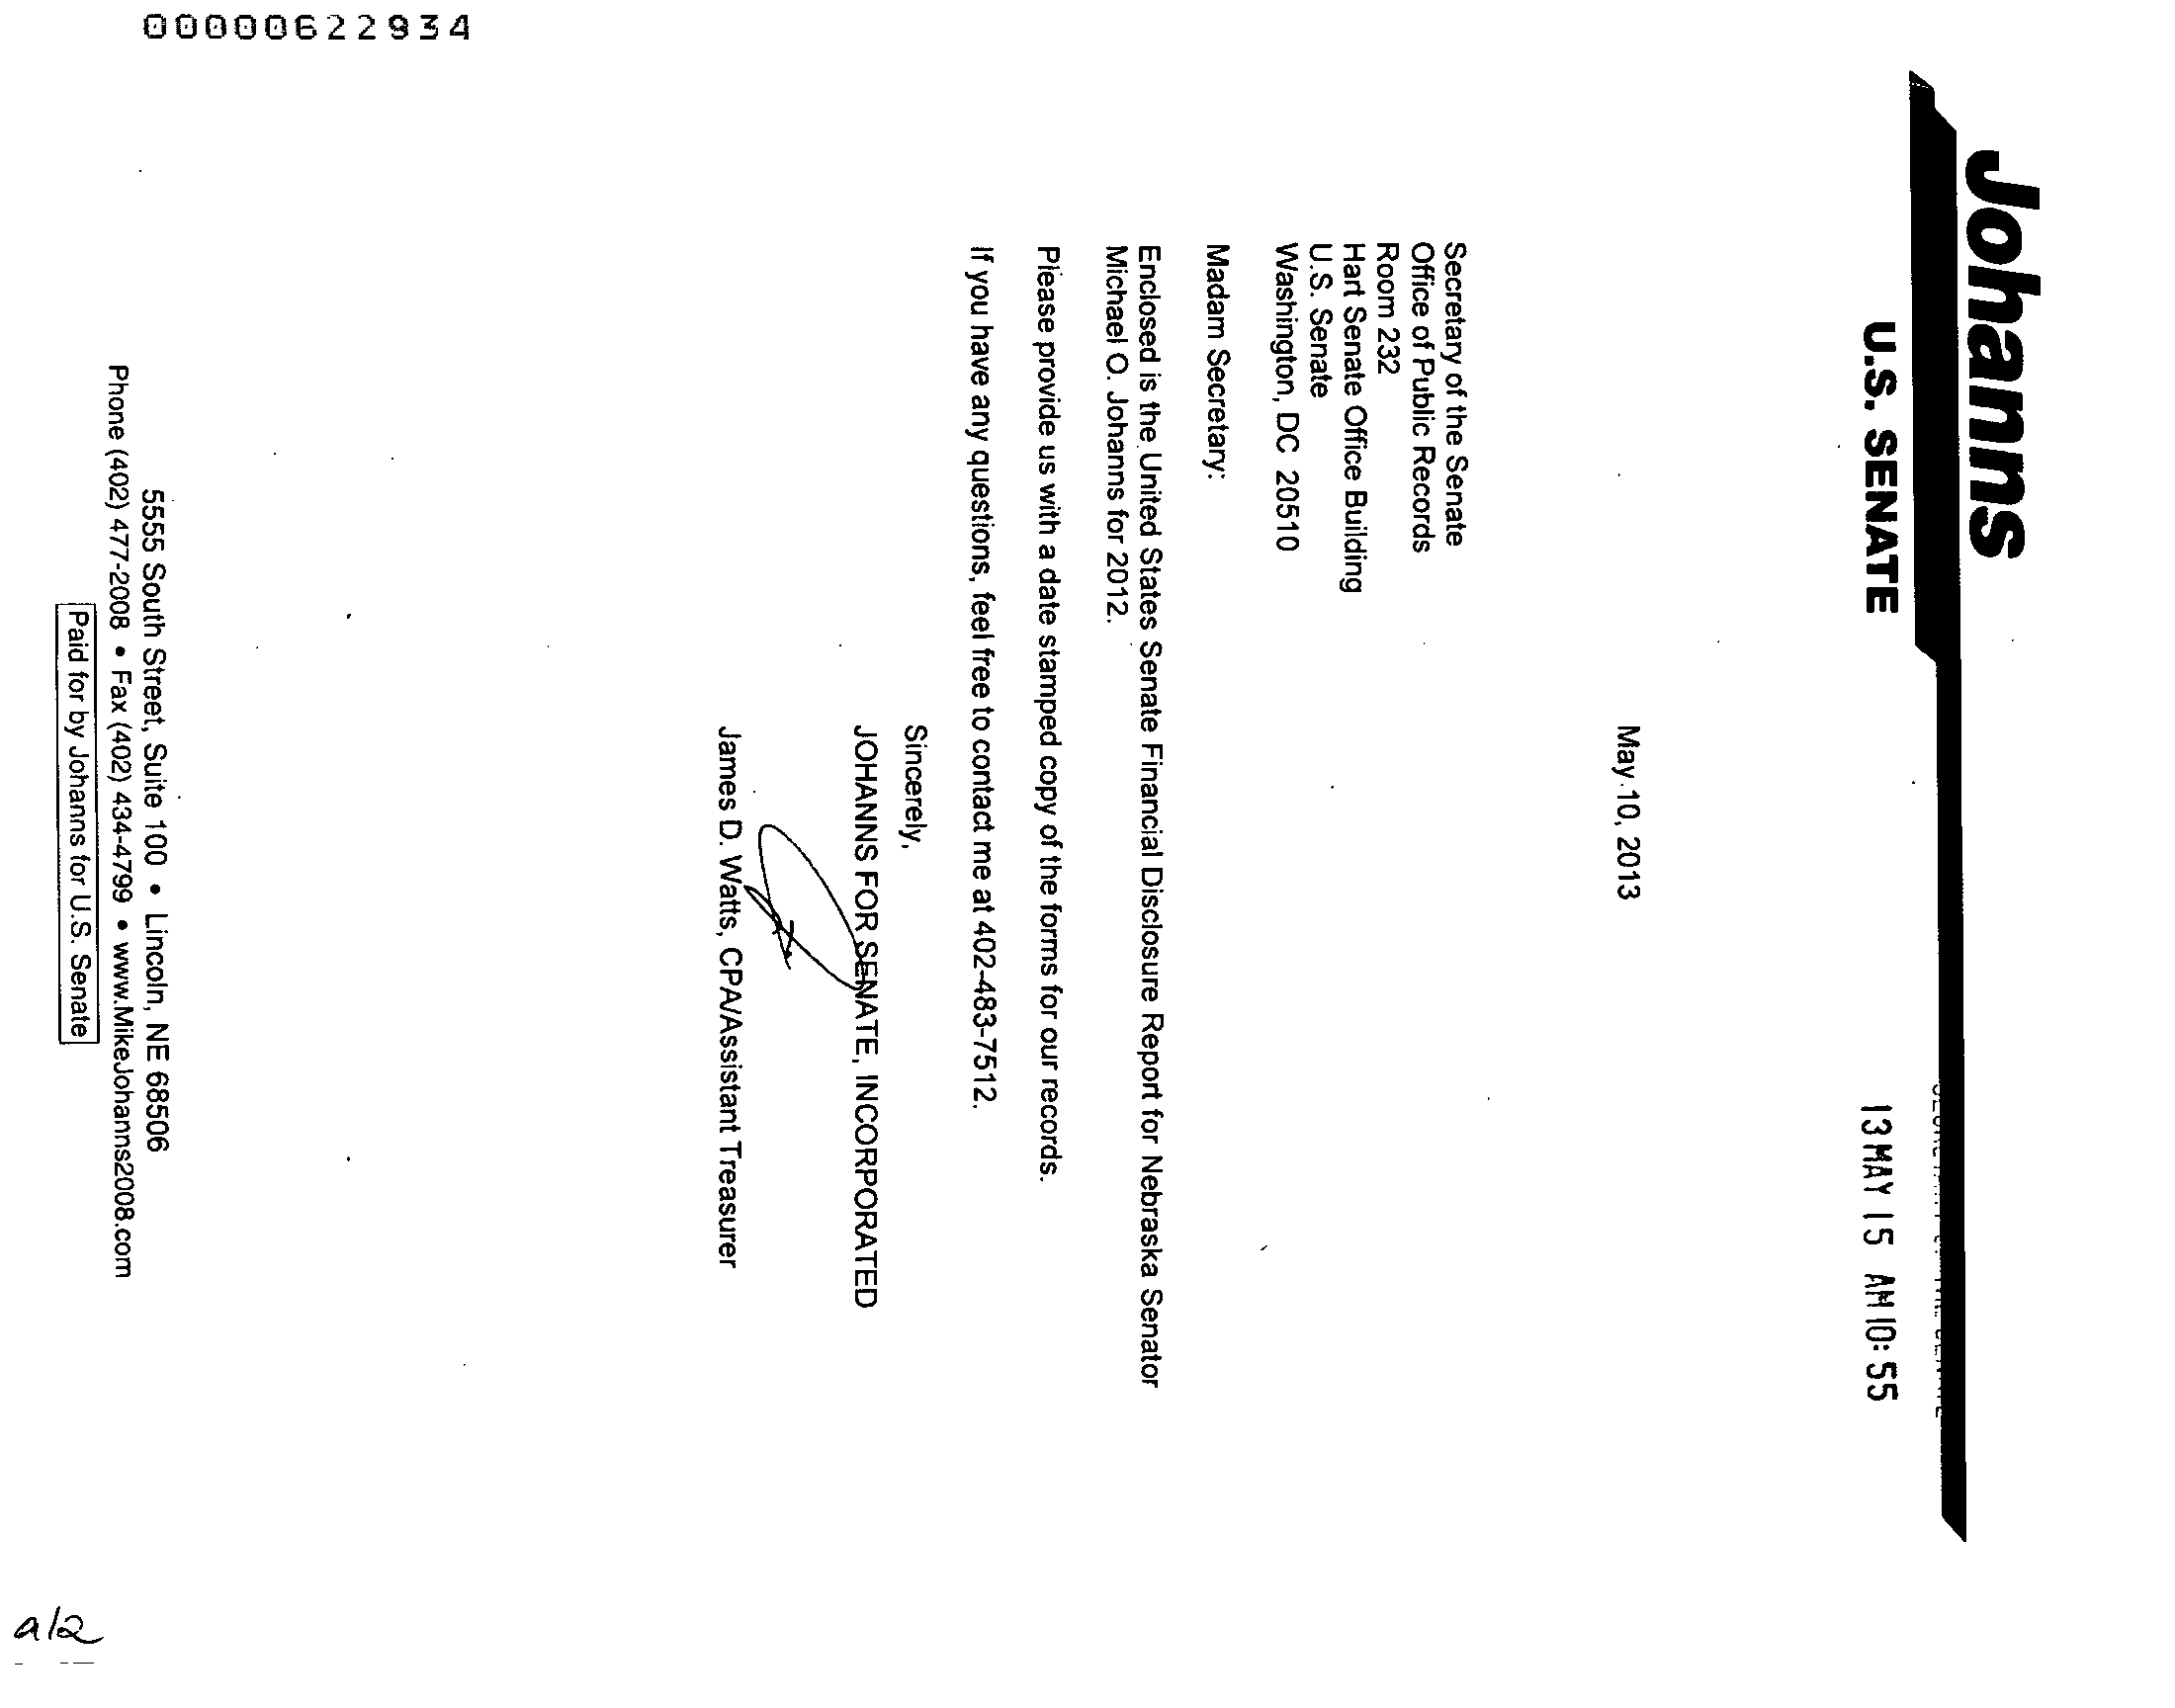 00000622934
Johanns
U.S. SENATE
13 MAY 15 AM 10:55
May 10, 2013
Secretary of the Senate
Office of Public Records
Room 232
Hart Senate Office Building
U.S. Senate
Washington, DC 20510
Madam Secretary:
Enclosed is the United States Senate Financial Disclosure Report for Nebraska Senator
Michael O. Johanns for 2012.
Please provide us with a date stamped copy of the forms for our records.
If you have any questions, feel free to contact me at 402-483-7512.
Sincerely,
JOHANNS FOR SENATE, INCORPORATED
James D. Watts, CPA/Assistant Treasurer
5555 South Street, Suite 100 • Lincoln, NE 68506
Phone (402) 477-2008 • Fax (402) 434-4799 • www.MikeJohanns2008.com
Paid for by Johanns for U.S. Senate